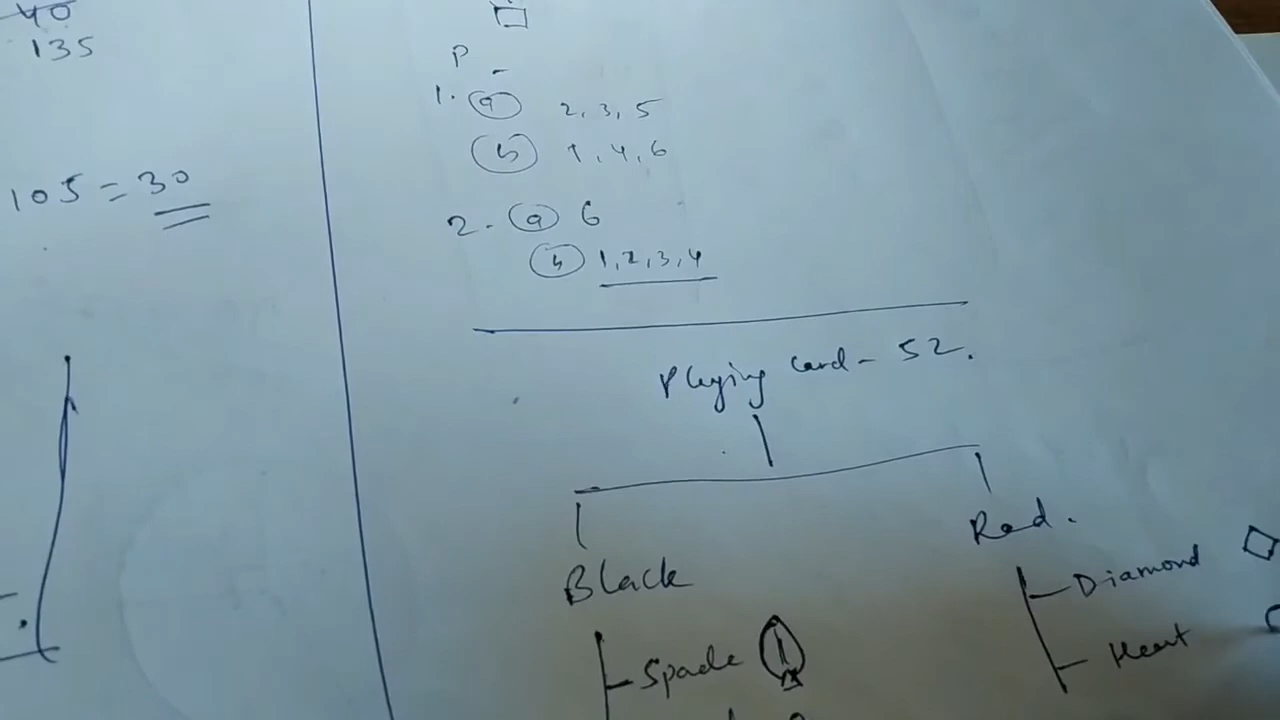 40
135
105 = 30
P
1. a 2, 3, 5
b 1, 4, 6
2. a 6
b 1, 2, 3, 4
Playing card - 52.
Black
Red.
Spade
Diamond
Heart